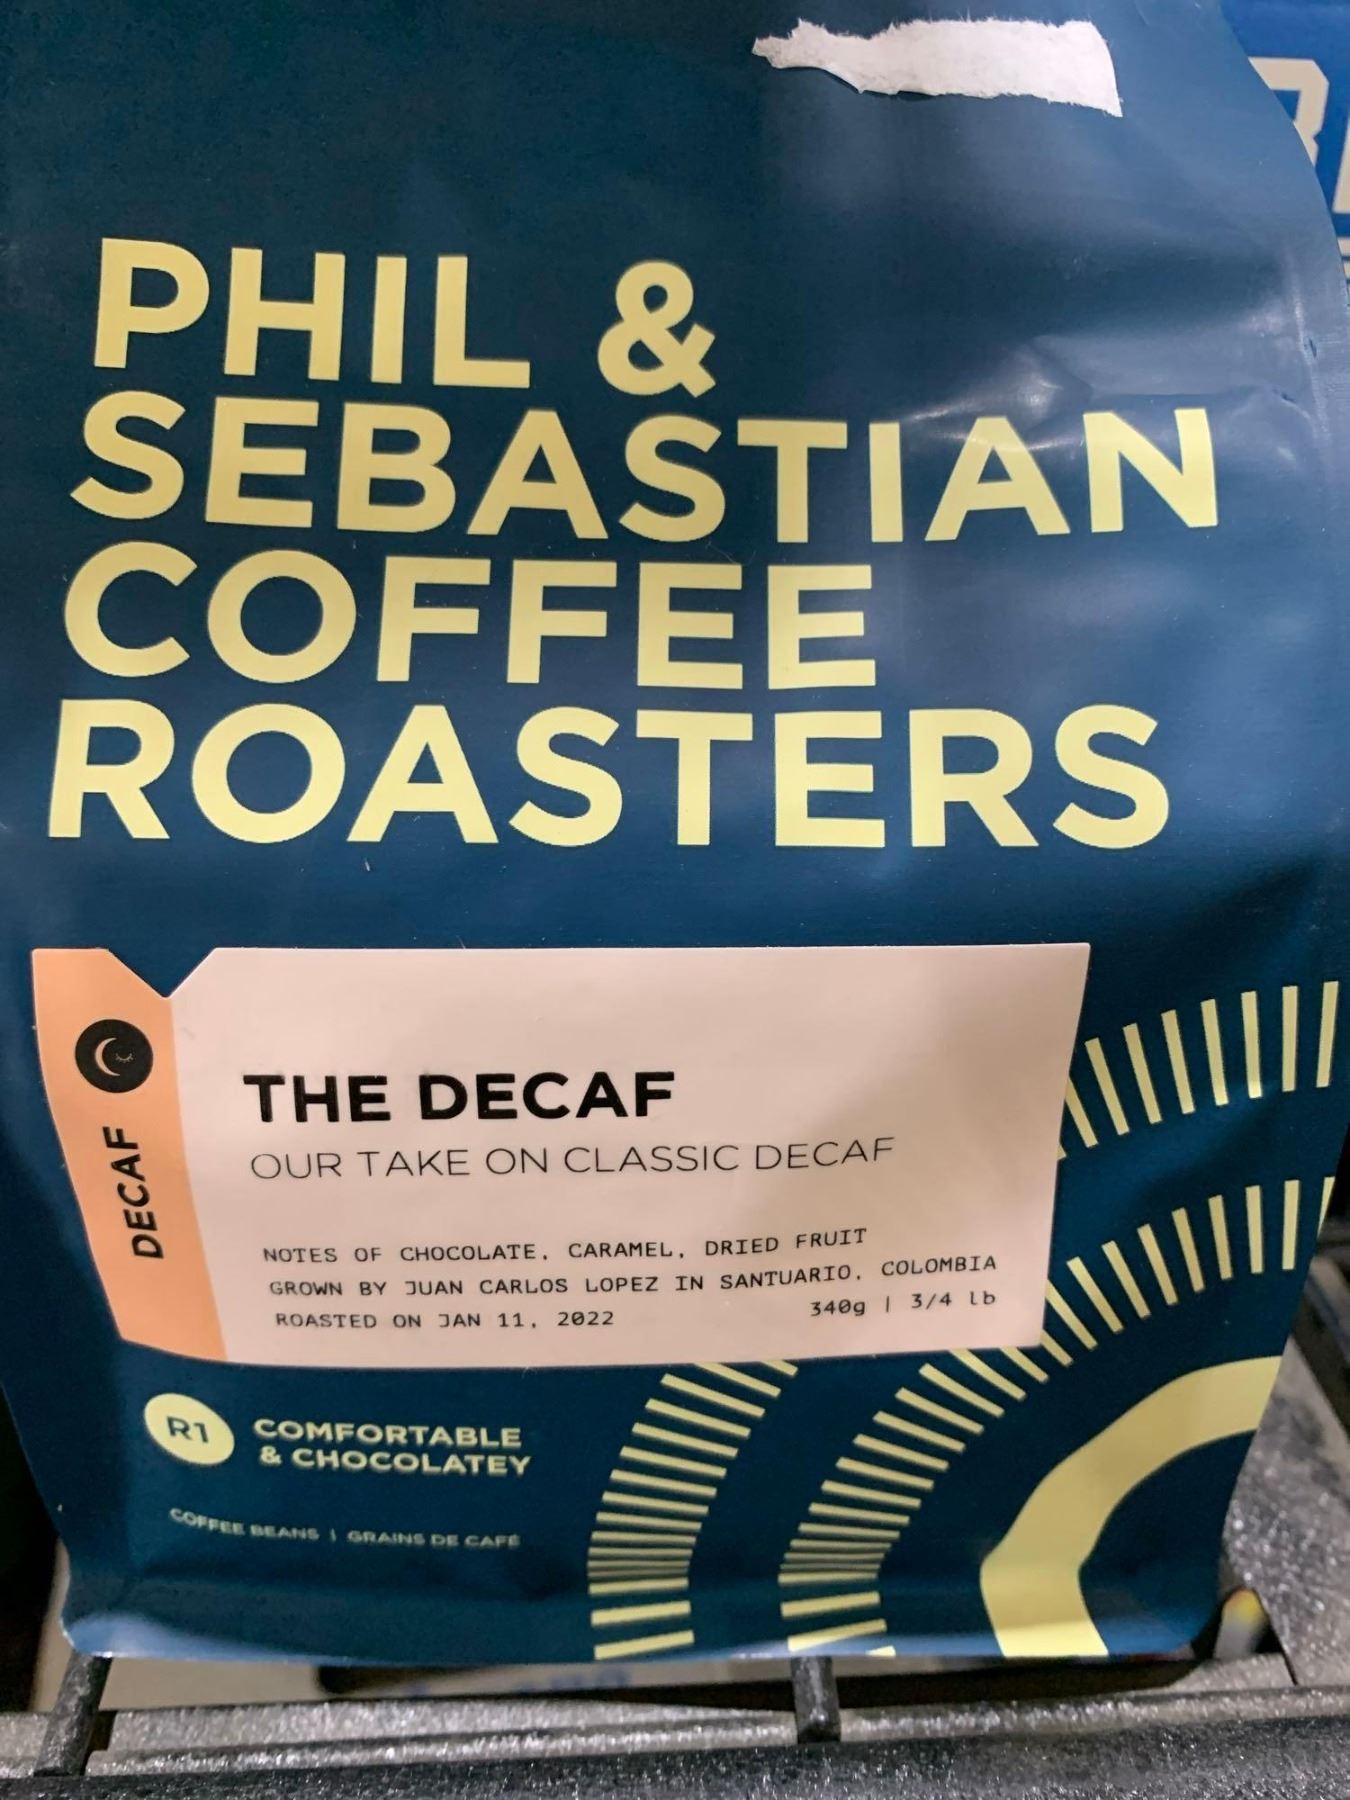 PHIL &
SEBASTIAN
COFFEE
ROASTERS
DECAF
THE DECAF
OUR TAKE ON CLASSIC DECAF
NOTES OF CHOCOLATE, CARAMEL, DRIED FRUIT
GROWN BY JUAN CARLOS LOPEZ IN SANTUARIO, COLOMBIA
ROASTED ON JAN 11, 2022
340g | 3/4 lb
R1
COMFORTABLE
& CHOCOLATEY
COFFEE BEANS | GRAINS DE CAFÉ